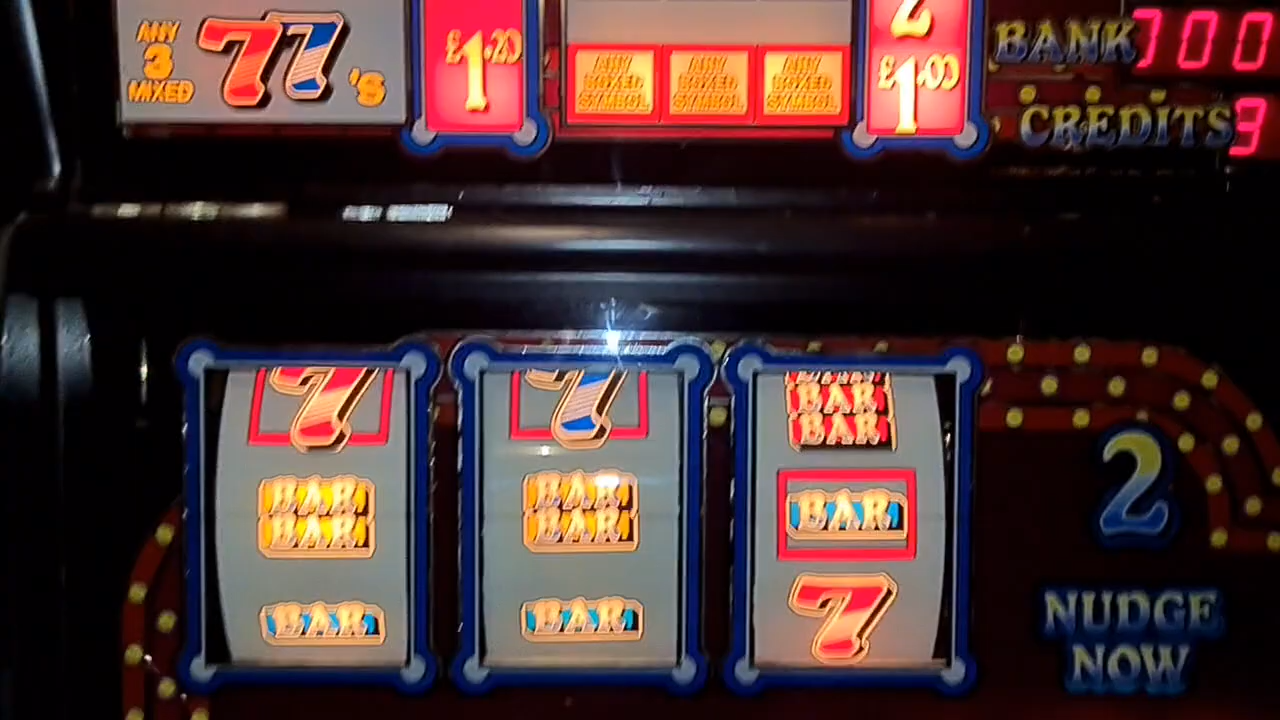 ANY
3
MIXED
77's
£1.20
ANY
BOXED
SYMBOL
ANY
BOXED
SYMBOL
ANY
BOXED
SYMBOL
2
£1.00
BANK 700
CREDITS 3
7
7
BAR
BAR
BAR
BAR
BAR
BAR
BAR
BAR
BAR
BAR
7
2
NUDGE
NOW